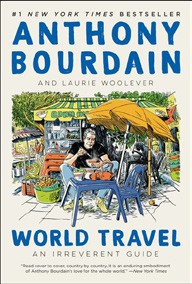 #1 NEW YORK TIMES BESTSELLER
ANTHONY
BOURDAIN
AND LAURIE WOOLEVER
WORLD TRAVEL
AN IRREVERENT GUIDE
"Read cover to cover, country by country, it is an enduring embodiment
of Anthony Bourdain's love for the whole world." —New York Times